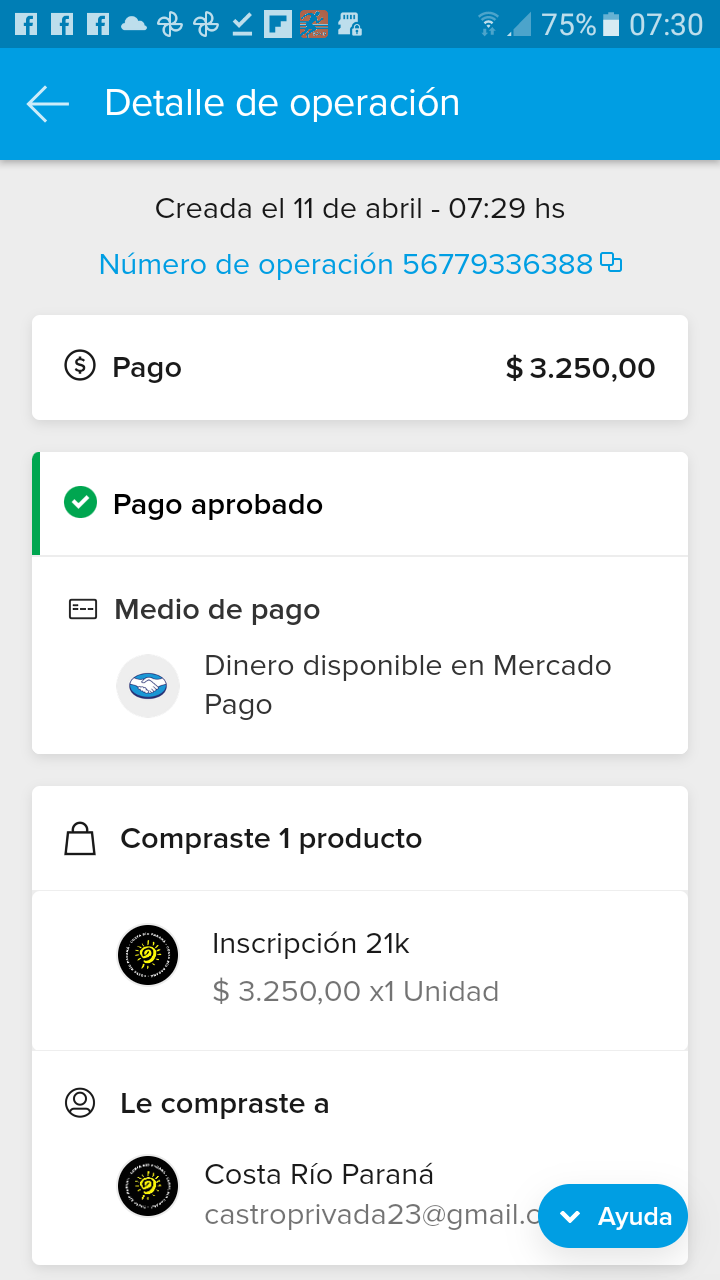 75% 07:30
Detalle de operación
Creada el 11 de abril - 07:29 hs
Número de operación 56779336388
Pago $ 3.250,00
Pago aprobado
Medio de pago
Dinero disponible en Mercado
Pago
Compraste 1 producto
Inscripción 21k
$ 3.250,00 x1 Unidad
Le compraste a
Costa Río Paraná
castroprivada23@gmail.c
Ayuda